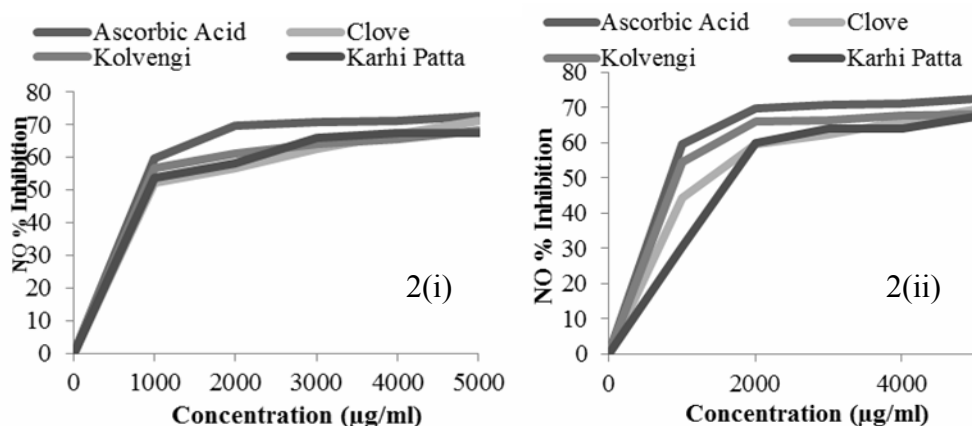 Ascorbic Acid Clove
Kolvengi Karhi Patta
80
70
60
50
40
30
20
10
0
NO % Inhibition
2(i)
0 1000 2000 3000 4000 5000
Concentration (µg/ml)
Ascorbic Acid Clove
Kolvengi Karhi Patta
80
70
60
50
40
30
20
10
0
NO % Inhibition
2(ii)
0 2000 4000
Concentration (µg/ml)